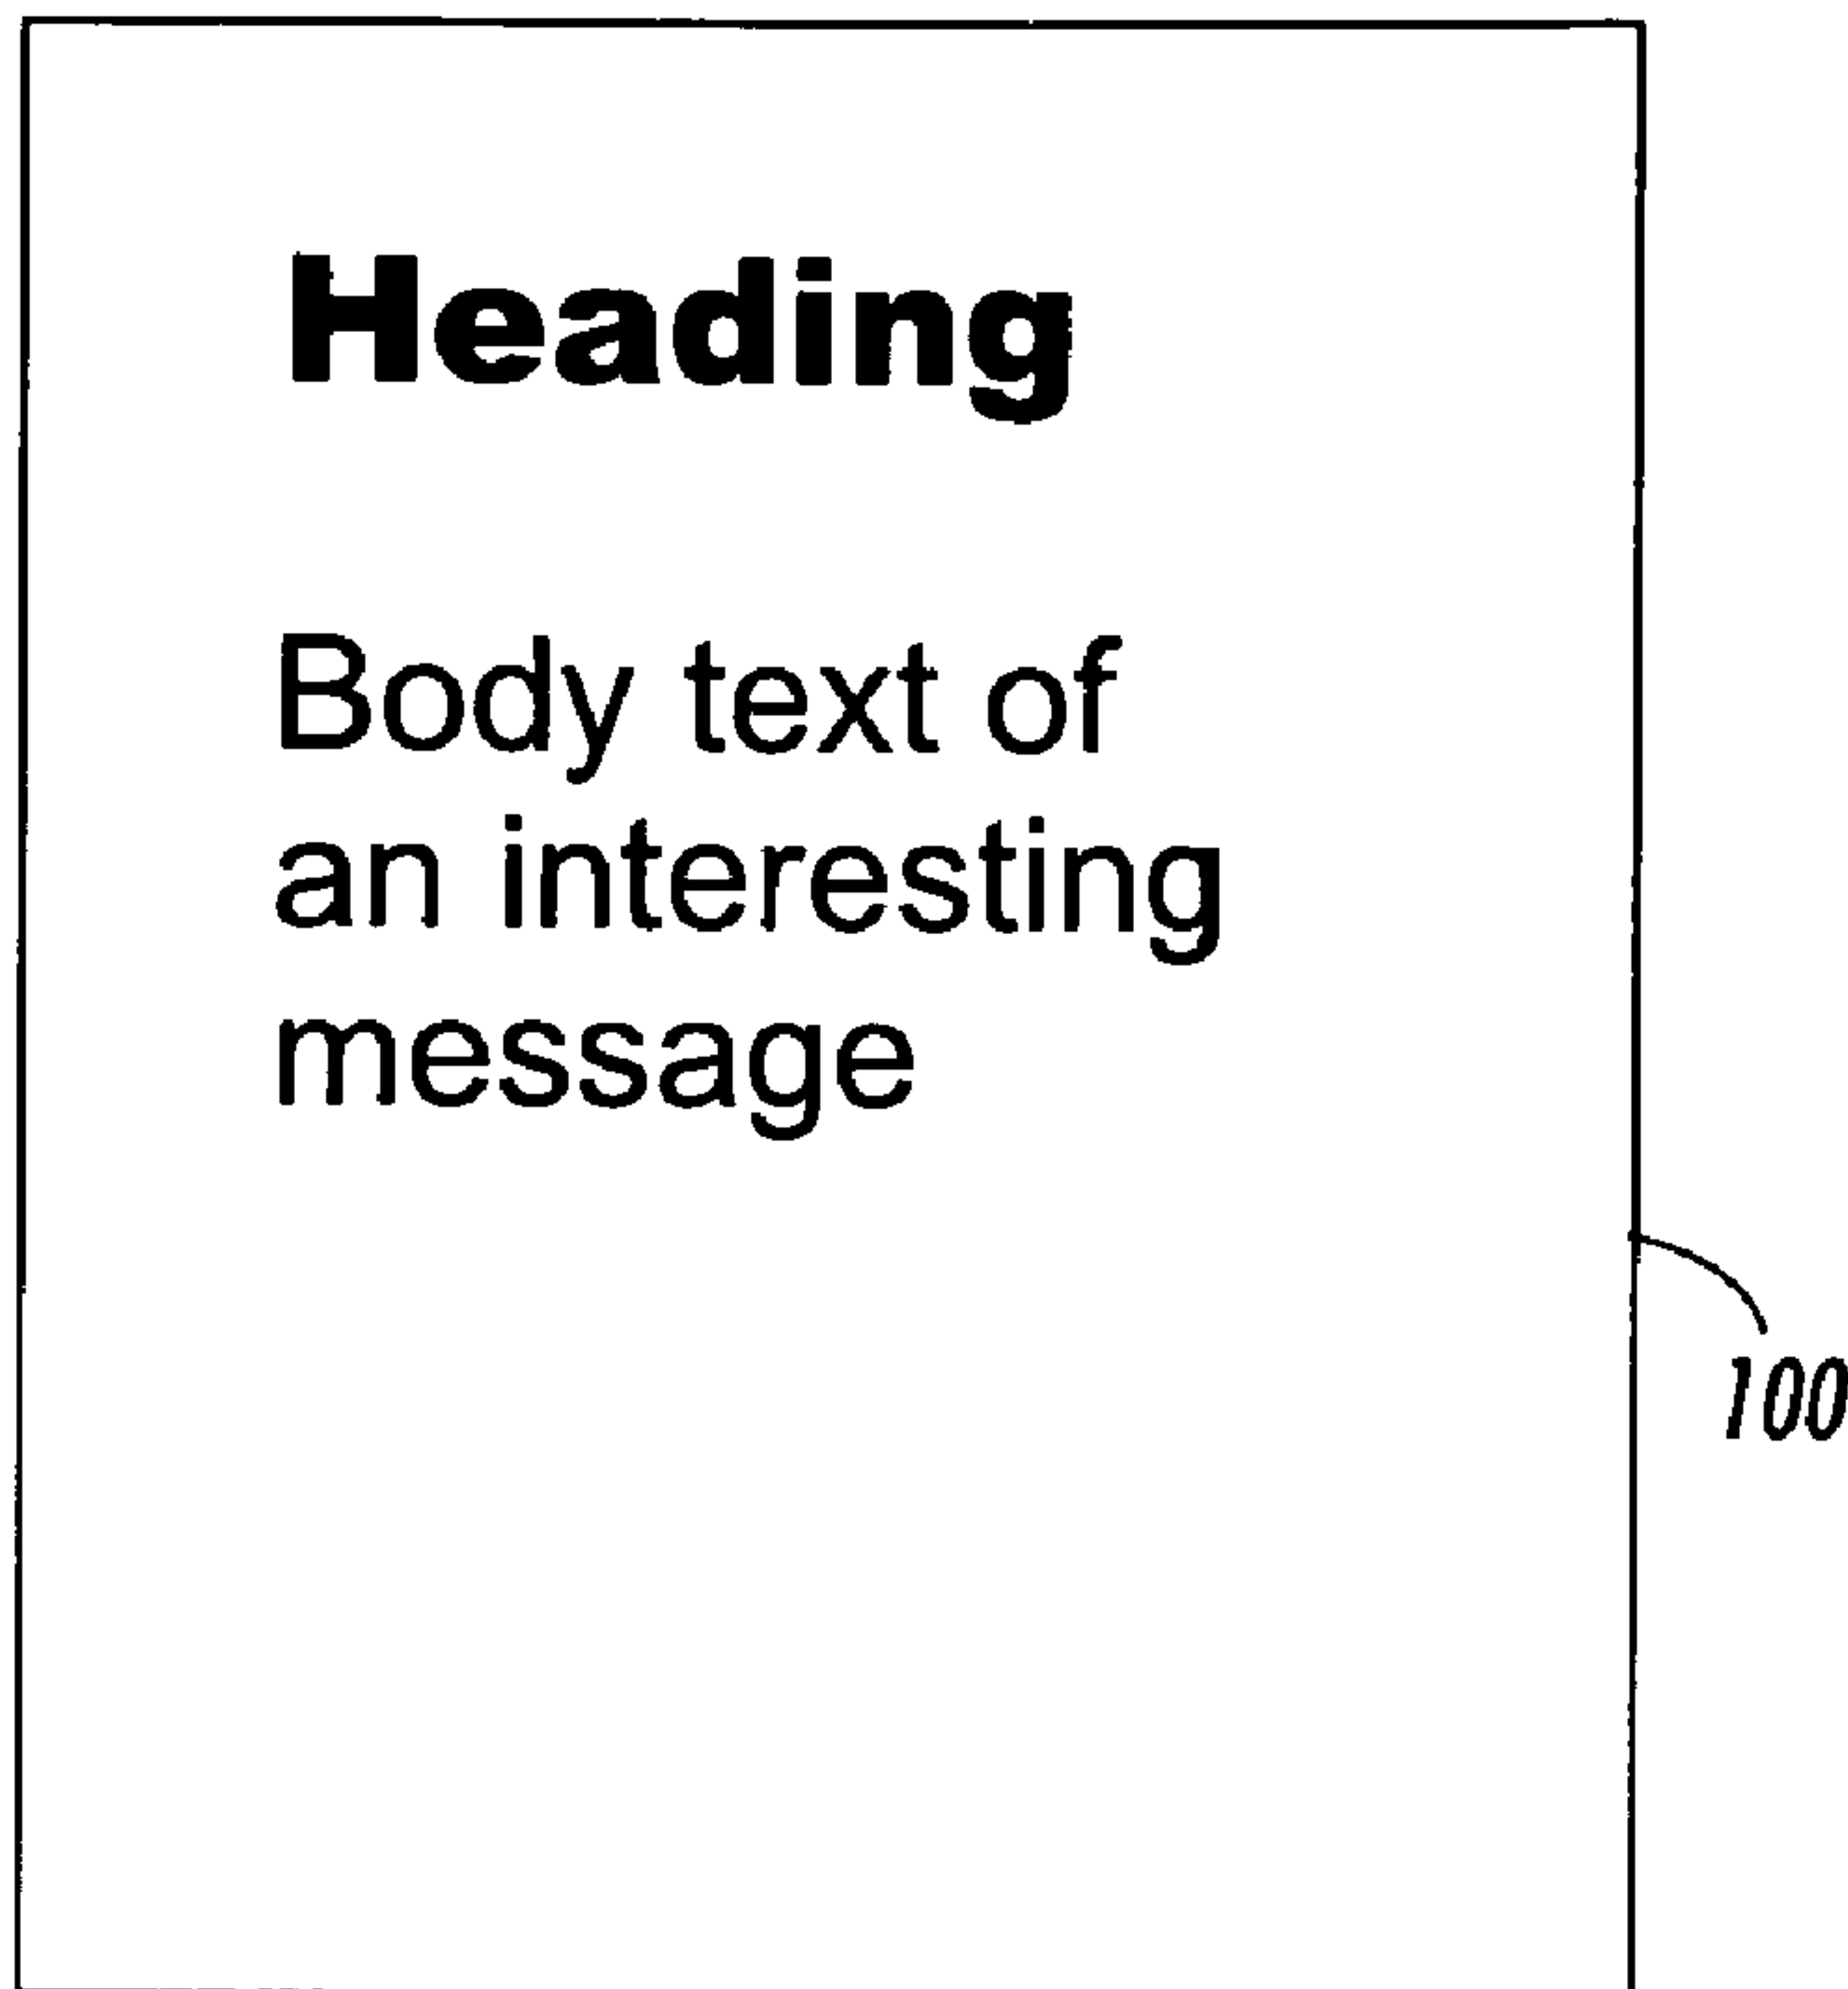 Heading
Body text of
an interesting
message
100